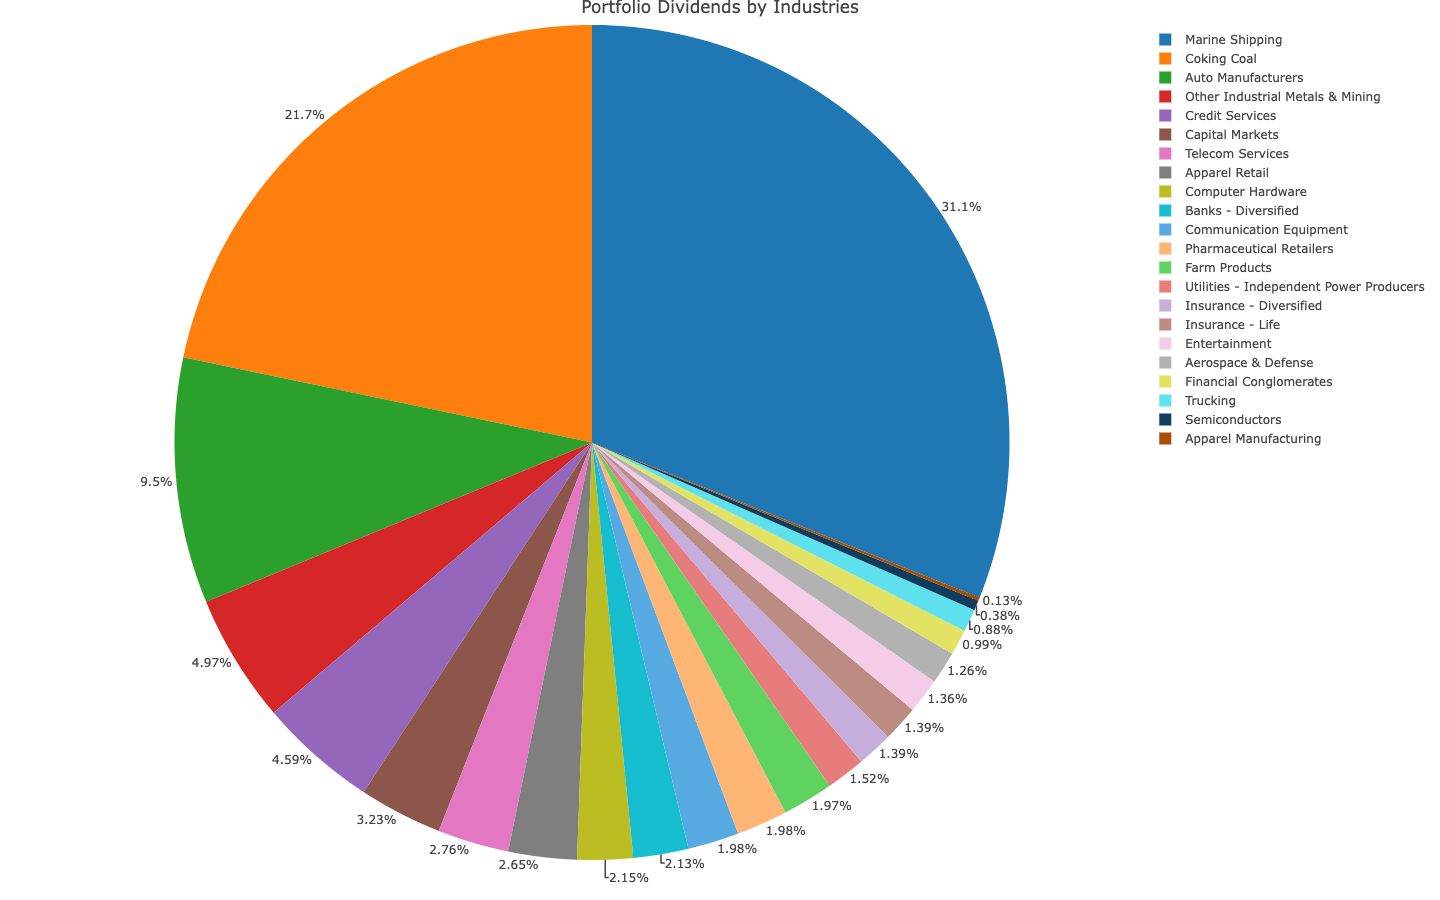 Portfolio Dividends by Industries
Marine Shipping
Coking Coal
Auto Manufacturers
Other Industrial Metals & Mining
Credit Services
Capital Markets
Telecom Services
Apparel Retail
Computer Hardware
Banks - Diversified
Communication Equipment
Pharmaceutical Retailers
Farm Products
Utilities - Independent Power Producers
Insurance - Diversified
Insurance - Life
Entertainment
Aerospace & Defense
Financial Conglomerates
Trucking
Semiconductors
Apparel Manufacturing
31.1%
21.7%
9.5%
4.97%
4.59%
3.23%
2.76%
2.65%
2.15%
2.13%
1.98%
1.98%
1.97%
1.52%
1.39%
1.39%
1.36%
1.26%
0.99%
0.88%
0.38%
0.13%